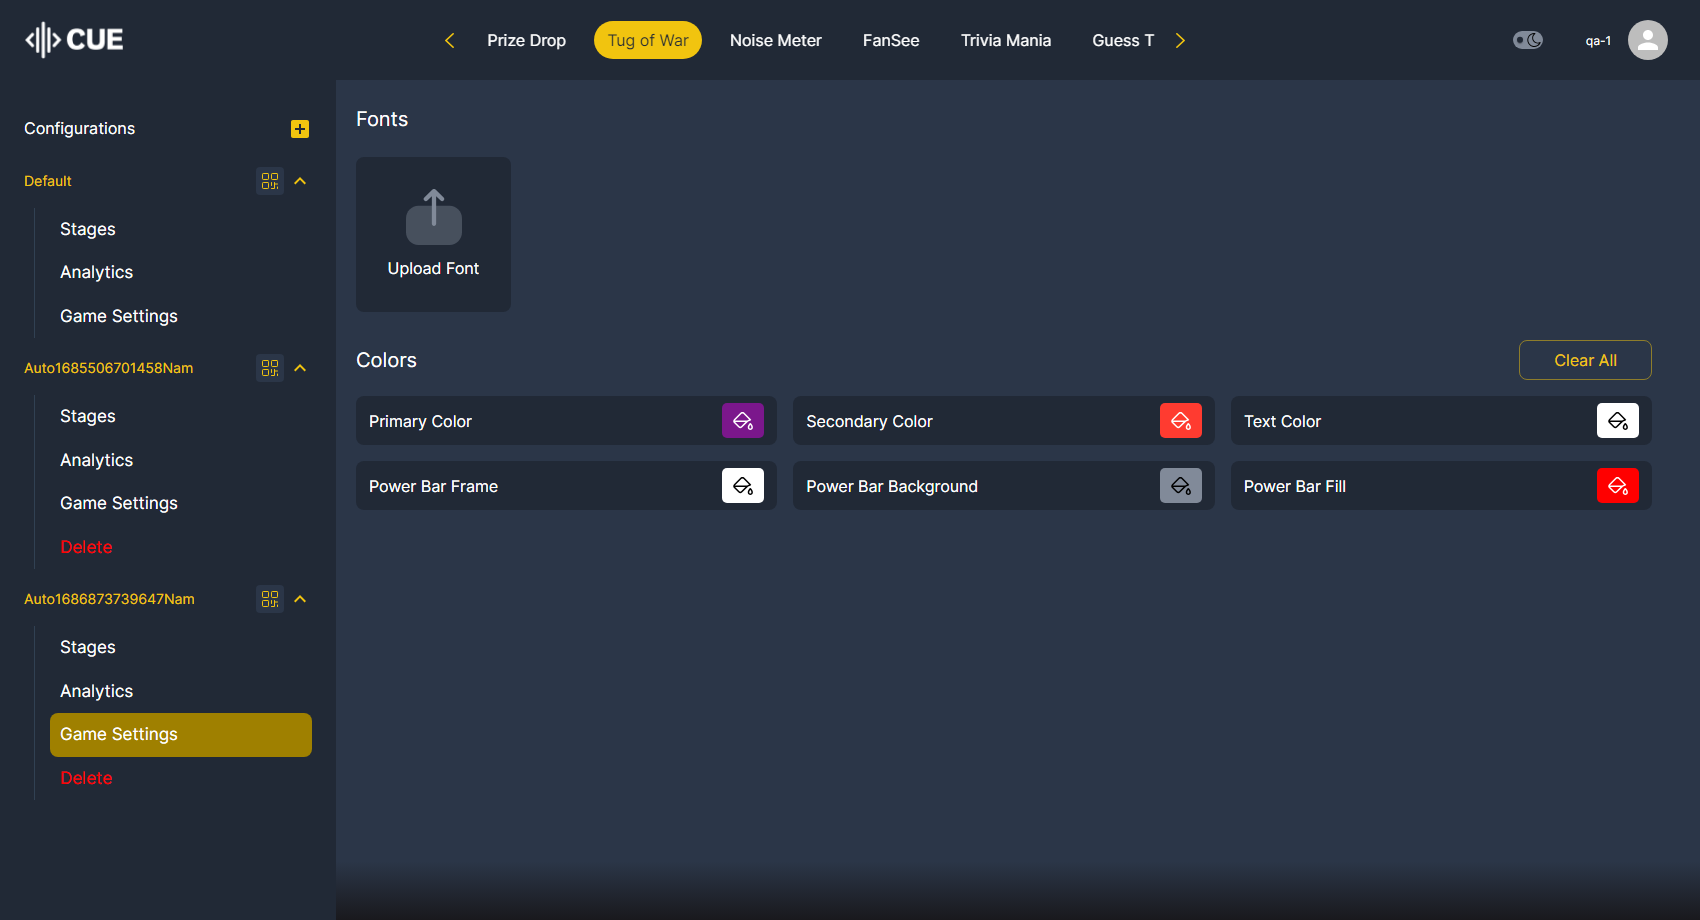 CUE
Prize Drop
Tug of War
Noise Meter
FanSee
Trivia Mania
Guess T
qa-1
Configurations
Default
Stages
Analytics
Game Settings
Auto1685506701458Nam
Stages
Analytics
Game Settings
Delete
Auto1686873739647Nam
Stages
Analytics
Game Settings
Delete
Fonts
Upload Font
Colors
Clear All
Primary Color
Secondary Color
Text Color
Power Bar Frame
Power Bar Background
Power Bar Fill